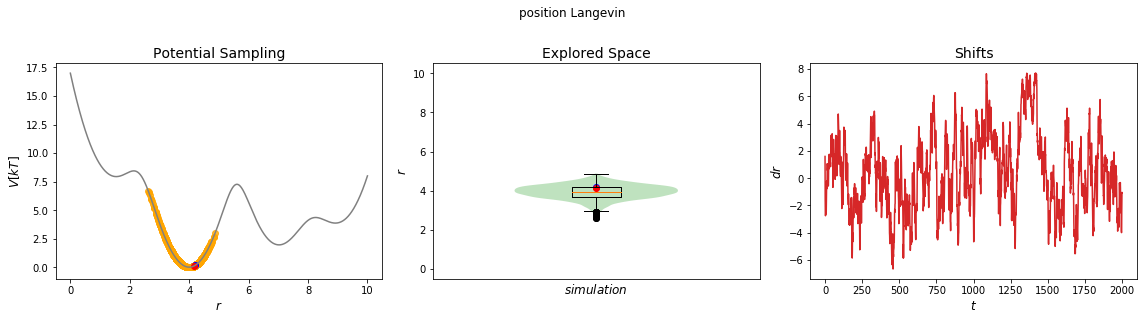 position Langevin
Potential Sampling
17.5
15.0
12.5
10.0
7.5
5.0
2.5
0.0
V[kT]
0 2 4 6 8 10
r
Explored Space
10
8
6
4
2
0
r
simulation
Shifts
8
6
4
2
0
−2
−4
−6
dr
0 250 500 750 1000 1250 1500 1750 2000
t